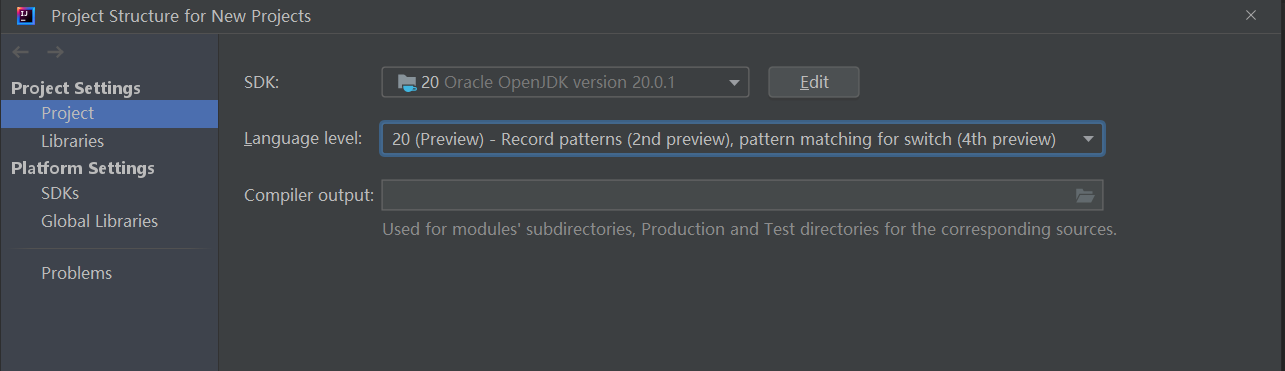 Project Structure for New Projects
Project Settings
Project
Libraries
Platform Settings
SDKs
Global Libraries
Problems
SDK: 20 Oracle OpenJDK version 20.0.1 Edit
Language level: 20 (Preview) - Record patterns (2nd preview), pattern matching for switch (4th preview)
Compiler output:
Used for modules' subdirectories, Production and Test directories for the corresponding sources.